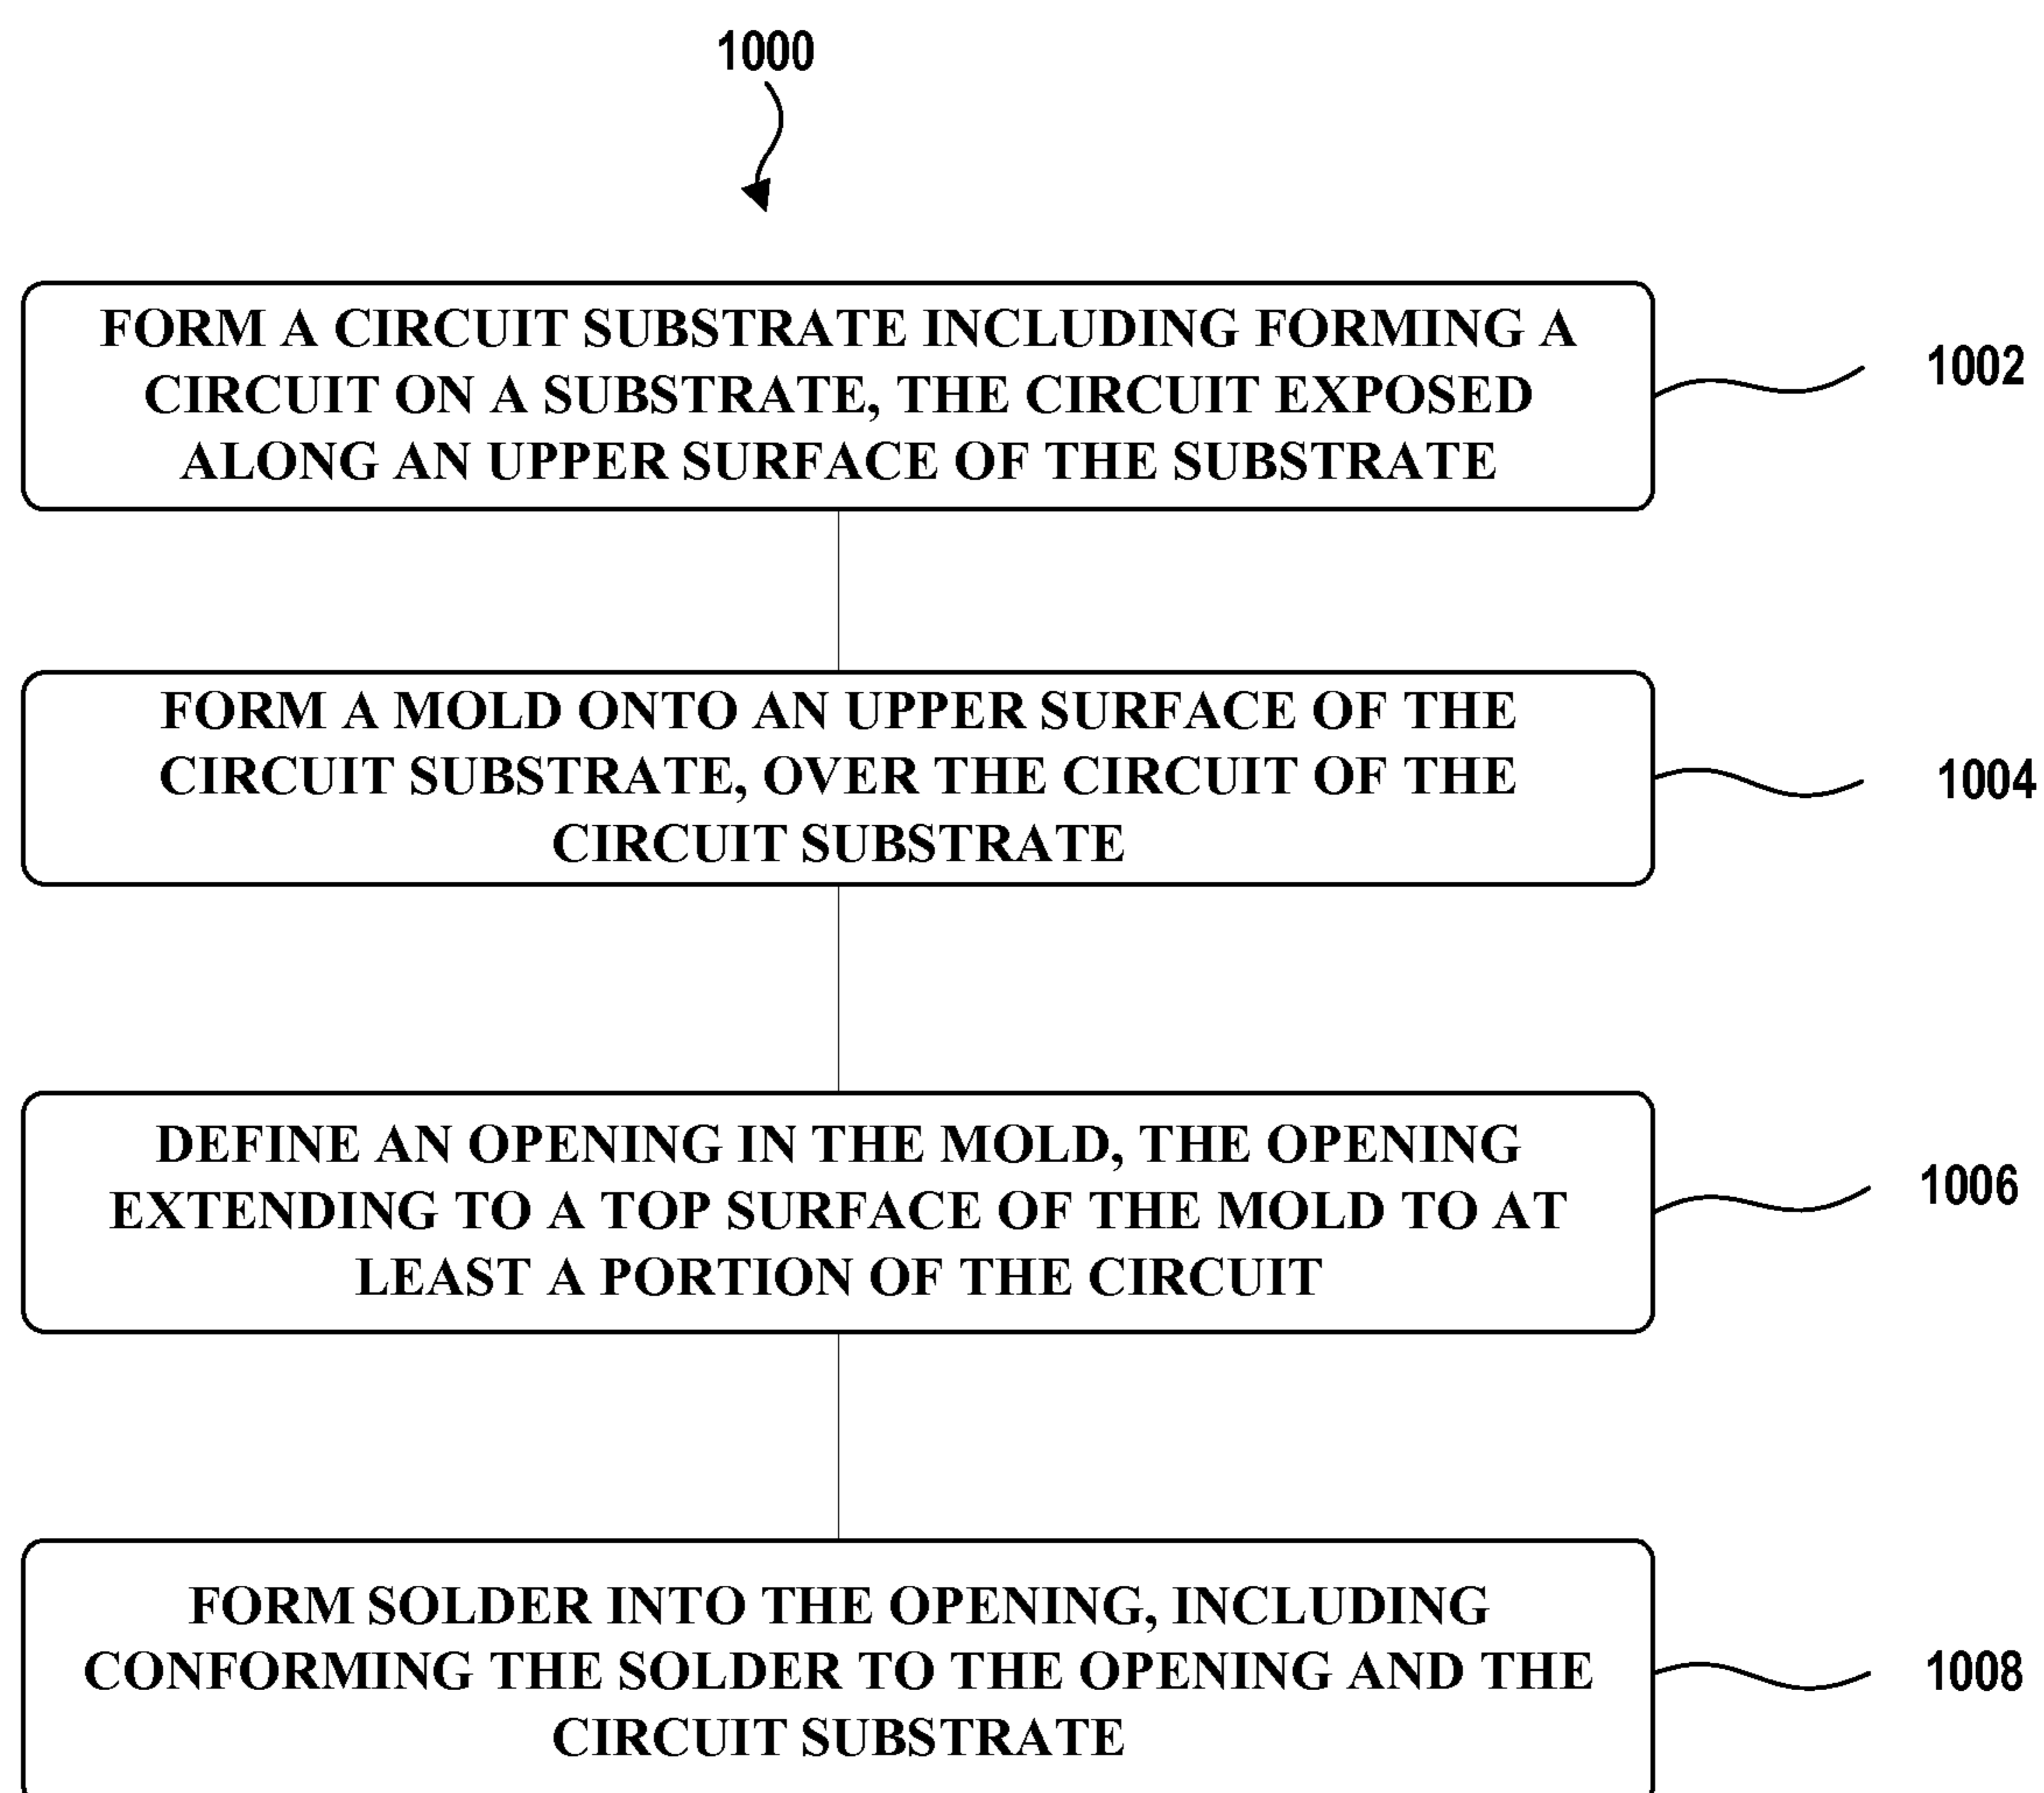 1000
FORM A CIRCUIT SUBSTRATE INCLUDING FORMING A
CIRCUIT ON A SUBSTRATE, THE CIRCUIT EXPOSED
ALONG AN UPPER SURFACE OF THE SUBSTRATE
1002
FORM A MOLD ONTO AN UPPER SURFACE OF THE
CIRCUIT SUBSTRATE, OVER THE CIRCUIT OF THE
CIRCUIT SUBSTRATE
1004
DEFINE AN OPENING IN THE MOLD, THE OPENING
EXTENDING TO A TOP SURFACE OF THE MOLD TO AT
LEAST A PORTION OF THE CIRCUIT
1006
FORM SOLDER INTO THE OPENING, INCLUDING
CONFORMING THE SOLDER TO THE OPENING AND THE
CIRCUIT SUBSTRATE
1008